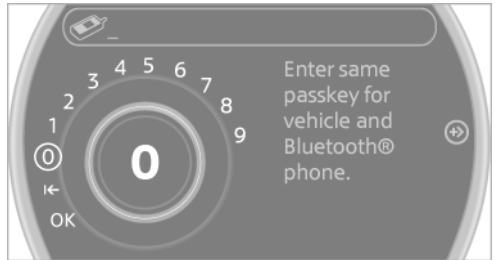 _
4 5 6
3 7
2 8
1 9
0 0
OK
Enter same
passkey for
vehicle and
Bluetooth®
phone.